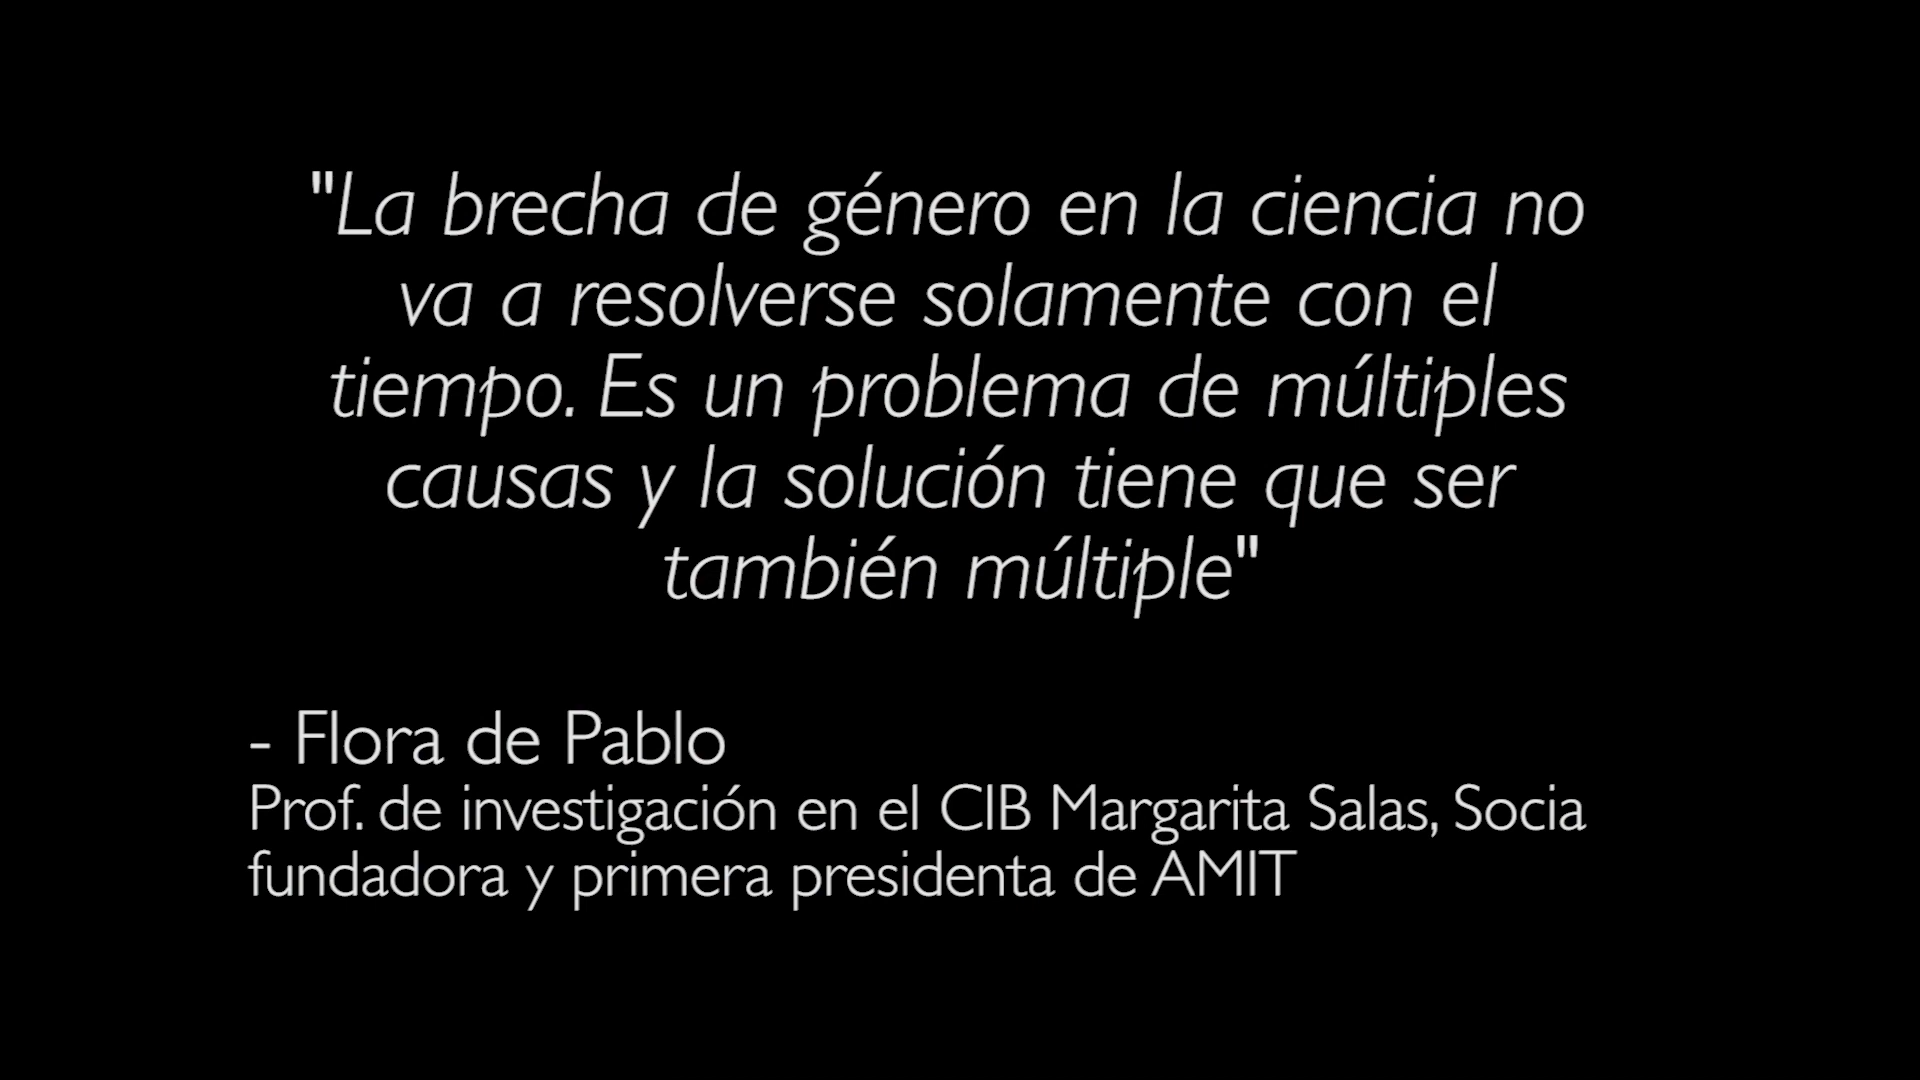 "La brecha de género en la ciencia no
va a resolverse solamente con el
tiempo. Es un problema de múltiples
causas y la solución tiene que ser
también múltiple"
- Flora de Pablo
Prof. de investigación en el CIB Margarita Salas, Socia
fundadora y primera presidenta de AMIT